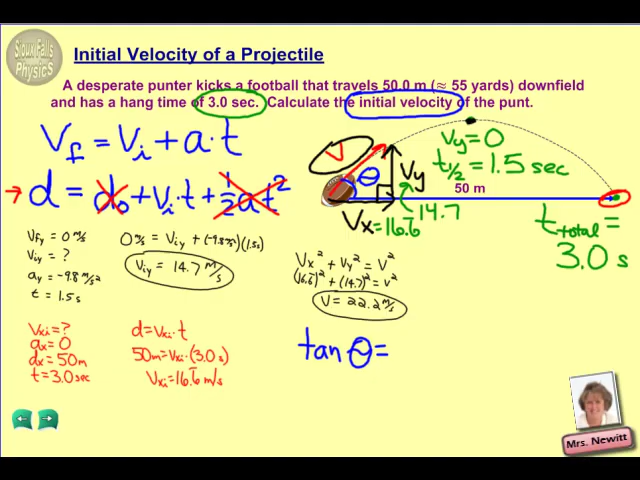 Sioux Falls
Physics
Initial Velocity of a Projectile
A desperate punter kicks a football that travels 50.0 m (≈ 55 yards) downfield
and has a hang time of 3.0 sec. Calculate the initial velocity of the punt.
Vf = Vi + a·t
→ d = do + Vi·t + ½at²
V
θ
Vy
Vx = 16.6̅
14.7
Vy = 0
t½ = 1.5 sec
50 m
t total =
3.0 s
Vfy = 0 m/s
Viy = ?
ay = -9.8 m/s²
t = 1.5 s
0 m/s = Viy + (-9.8 m/s²)(1.5s)
Viy = 14.7 m/s
Vx² + Vy² = V²
(16.6̅)² + (14.7)² = V²
V = 22.2 m/s
Vxi = ?
ax = 0
dx = 50m
t = 3.0 sec
d = Vxi · t
50m = Vxi · (3.0 s)
Vxi = 16.6̅ m/s
tan θ =
Mrs. Newitt